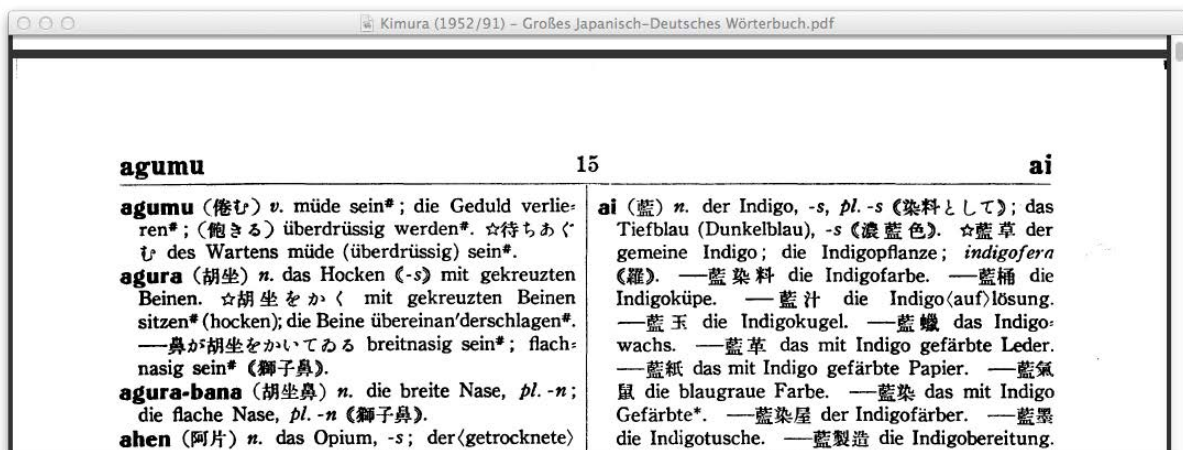 Kimura (1952/91) – Großes Japanisch-Deutsches Wörterbuch.pdf
agumu 15 ai
agumu (倦む) v. müde sein#; die Geduld verlie=
ren#; (飽きる) überdrüssig werden#. ☆待ちあぐ
む des Wartens müde (überdrüssig) sein#.
agura (胡坐) n. das Hocken 《-s》 mit gekreuzten
Beinen. ☆胡坐をかく mit gekreuzten Beinen
sitzen# (hocken); die Beine übereinan'derschlagen#.
──鼻が胡坐をかいてゐる breitnasig sein#; flach=
nasig sein# 《獅子鼻》.
agura-bana (胡坐鼻) n. die breite Nase, pl. -n;
die flache Nase, pl. -n 《獅子鼻》.
ahen (阿片) n. das Opium, -s; der〈getrocknete〉
ai (藍) n. der Indigo, -s, pl. -s 《染料として》; das
Tiefblau (Dunkelblau), -s 《濃藍色》. ☆藍草 der
gemeine Indigo; die Indigopflanze; indigofera
《羅》. ──藍染料 die Indigofarbe. ──藍桶 die
Indigoküpe. ──藍汁 die Indigo〈auf〉lösung.
──藍玉 die Indigokugel. ──藍蠟 das Indigo=
wachs. ──藍革 das mit Indigo gefärbte Leder.
──藍紙 das mit Indigo gefärbte Papier. ──藍氣
鼠 die blaugraue Farbe. ──藍染 das mit Indigo
Gefärbte*. ──藍染屋 der Indigofärber. ──藍墨
die Indigotusche. ──藍製造 die Indigobereitung.